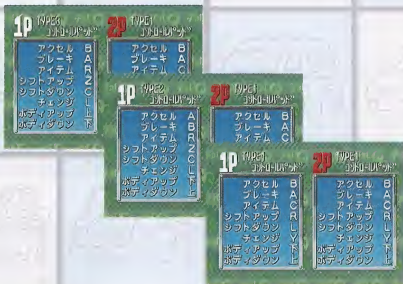 1P TYPE3 コントロールパッド
アクセル B
ブレーキ A
アイテム R
シフトアップ Z
シフトダウン C
チェンジ L
ボディアップ 上
ボディダウン 下
2P TYPE1 コントロールパッド
アクセル B
ブレーキ A
アイテム C
1P TYPE2 コントロールパッド
アクセル A
ブレーキ B
アイテム R
シフトアップ Z
シフトダウン C
チェンジ L
ボディアップ
ボディダウン
2P TYPE1 コントロールパッド
アクセル B
ブレーキ A
アイテム C
1P TYPE1 コントロールパッド
アクセル B
ブレーキ A
アイテム C
シフトアップ R
シフトダウン L
チェンジ Y
ボディアップ
ボディダウン
2P TYPE1 コントロールパッド
アクセル B
ブレーキ A
アイテム C
シフトアップ R
シフトダウン L
チェンジ Y
ボディアップ
ボディダウン